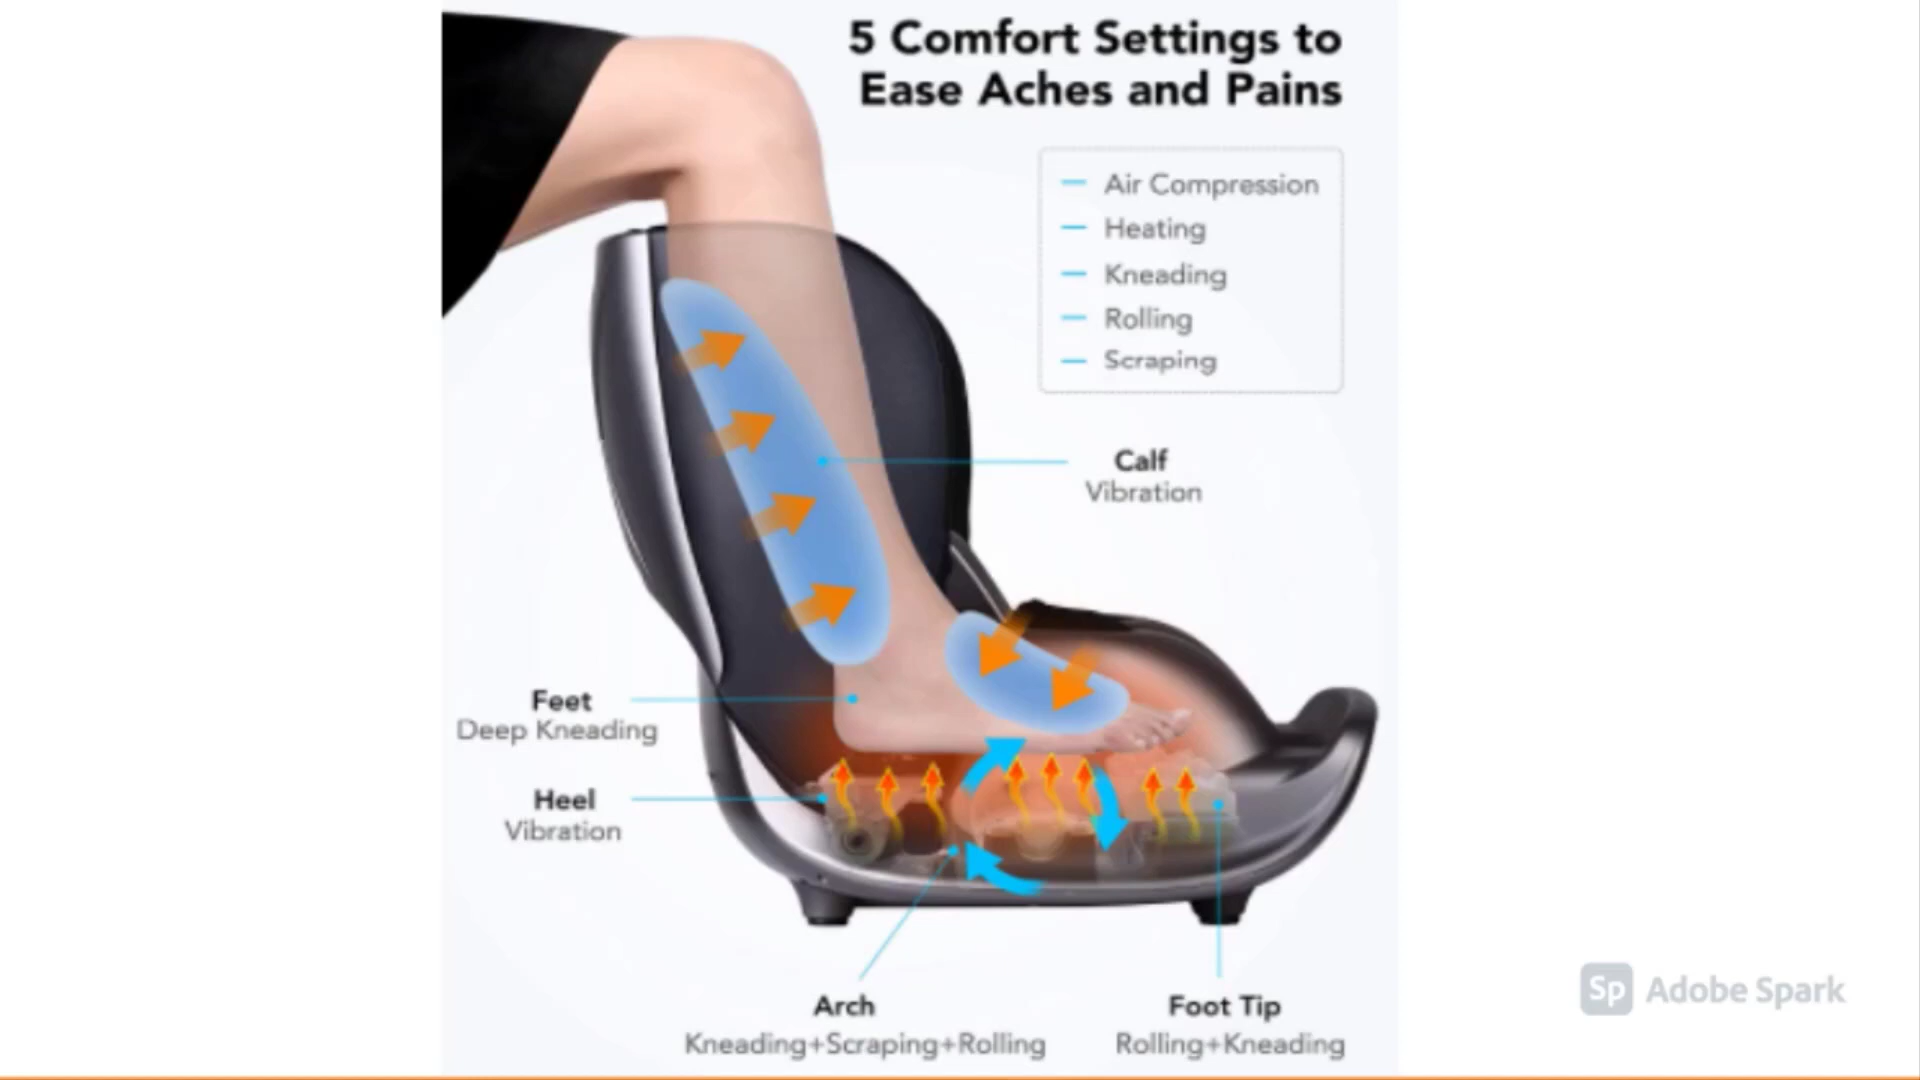 5 Comfort Settings to
Ease Aches and Pains
Air Compression
Heating
Kneading
Rolling
Scraping
Calf
Vibration
Feet
Deep Kneading
Heel
Vibration
Arch
Kneading+Scraping+Rolling
Foot Tip
Rolling+Kneading
Sp Adobe Spark